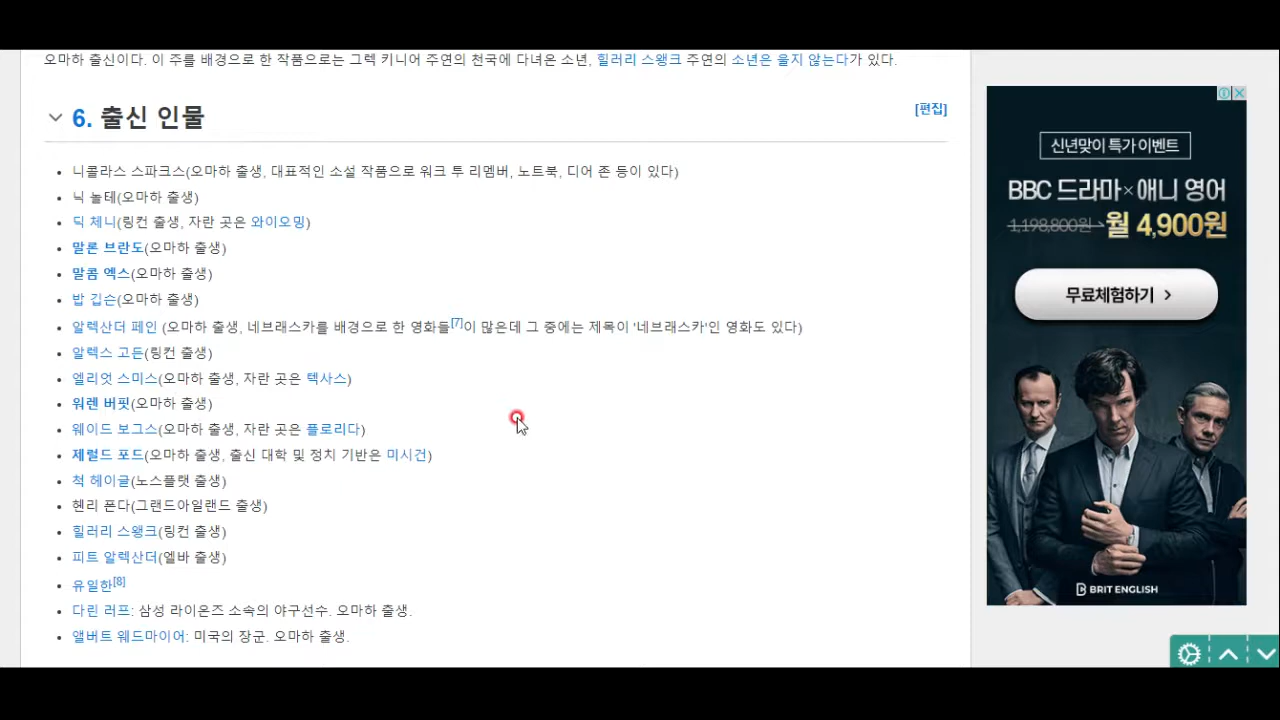 오마하 출신이다. 이 주를 배경으로 한 작품으로는 그렉 키니어 주연의 천국에 다녀온 소년, 힐러리 스왱크 주연의 소년은 울지 않는다가 있다.
6. 출신 인물
[편집]
니콜라스 스파크스(오마하 출생, 대표적인 소설 작품으로 워크 투 리멤버, 노트북, 디어 존 등이 있다)
닉 놀테(오마하 출생)
딕 체니(링컨 출생, 자란 곳은 와이오밍)
말론 브란도(오마하 출생)
말콤 엑스(오마하 출생)
밥 깁슨(오마하 출생)
알렉산더 페인 (오마하 출생, 네브래스카를 배경으로 한 영화들[7]이 많은데 그 중에는 제목이 '네브래스카'인 영화도 있다)
알렉스 고든(링컨 출생)
엘리엇 스미스(오마하 출생, 자란 곳은 텍사스)
워렌 버핏(오마하 출생)
웨이드 보그스(오마하 출생, 자란 곳은 플로리다)
제럴드 포드(오마하 출생, 출신 대학 및 정치 기반은 미시건)
척 헤이글(노스플랫 출생)
헨리 폰다(그랜드아일랜드 출생)
힐러리 스왱크(링컨 출생)
피트 알렉산더(엘바 출생)
유일한[8]
다린 러프: 삼성 라이온즈 소속의 야구선수. 오마하 출생.
앨버트 웨드마이어: 미국의 장군. 오마하 출생.
신년맞이 특가 이벤트
BBC 드라마×애니 영어
1,198,800원→월 4,900원
무료체험하기 >
BRIT ENGLISH